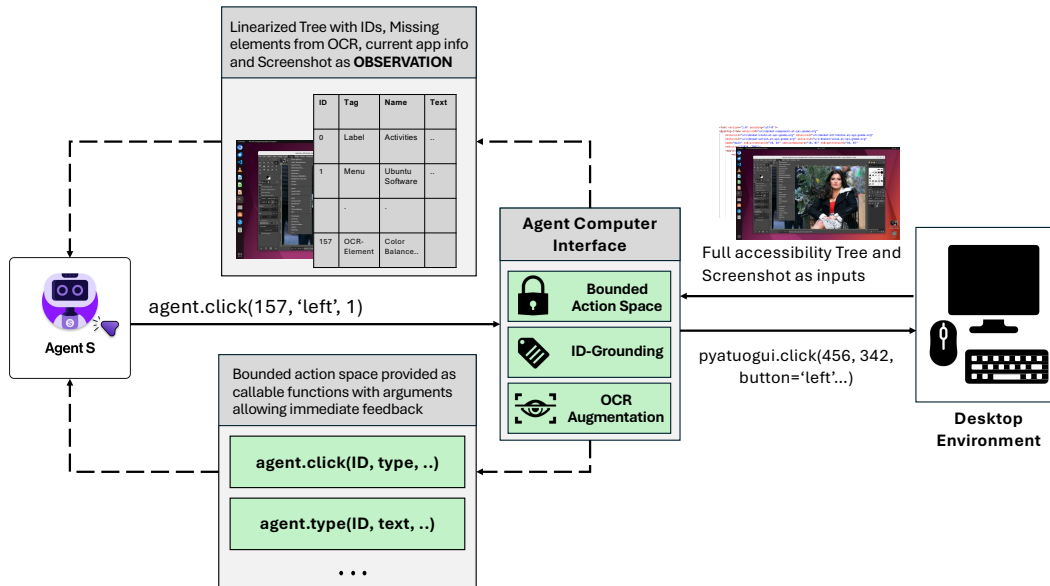 Linearized Tree with IDs, Missing
elements from OCR, current app info
and Screenshot as OBSERVATION
ID Tag Name Text
0 Label Activities ..
1 Menu Ubuntu Software ..
. .
157 OCR-Element Color Balance..
Agent Computer
Interface
Bounded
Action Space
ID-Grounding
OCR
Augmentation
Full accessibility Tree and
Screenshot as inputs
Agent S
agent.click(157, ‘left’, 1)
pyatuogui.click(456, 342,
button=‘left’...)
Desktop
Environment
Bounded action space provided as
callable functions with arguments
allowing immediate feedback
agent.click(ID, type, ..)
agent.type(ID, text, ..)
...